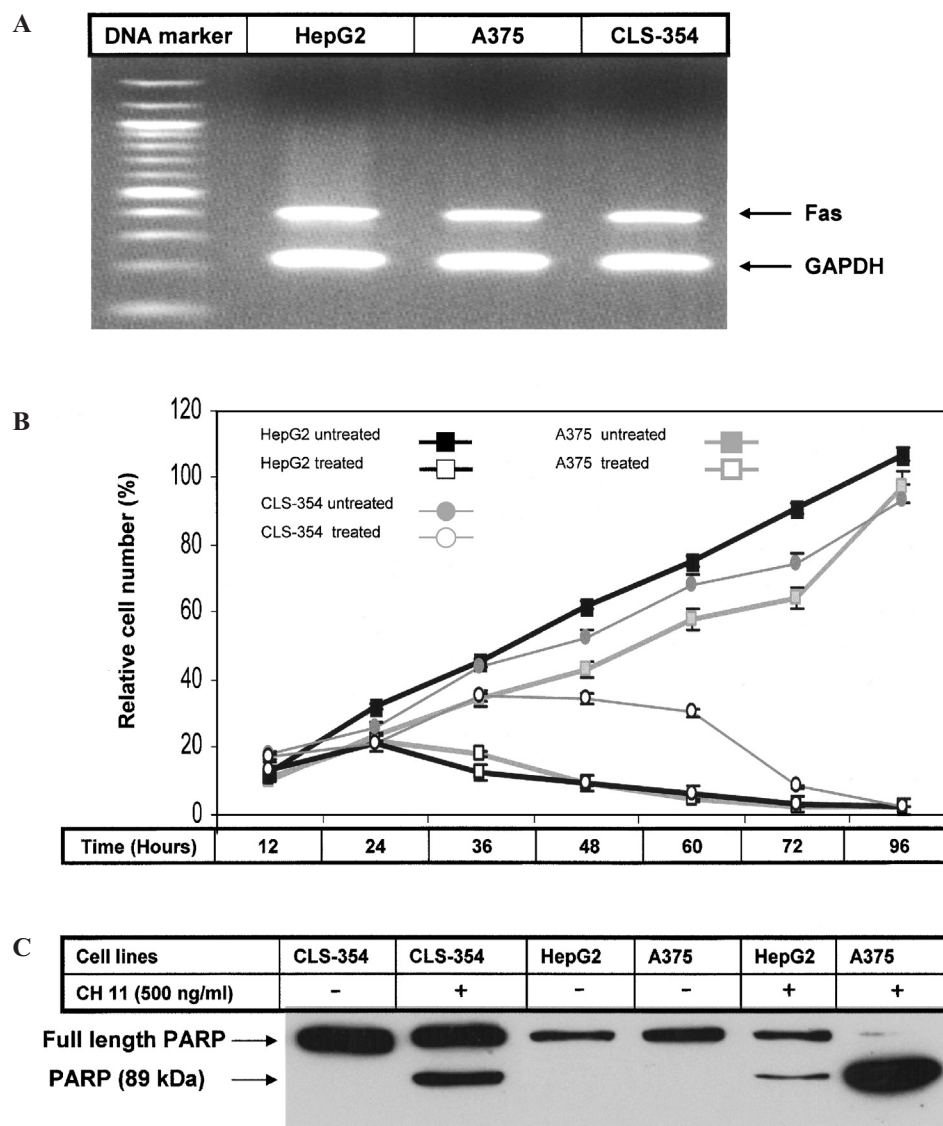 A
DNA marker HepG2 A375 CLS-354
Fas
GAPDH
B
Relative cell number (%)
120
100
80
60
40
20
0
HepG2 untreated
HepG2 treated
CLS-354 untreated
CLS-354 treated
A375 untreated
A375 treated
Time (Hours) 12 24 36 48 60 72 96
C
Cell lines CLS-354 CLS-354 HepG2 A375 HepG2 A375
CH 11 (500 ng/ml) - + - - + +
Full length PARP
PARP (89 kDa)